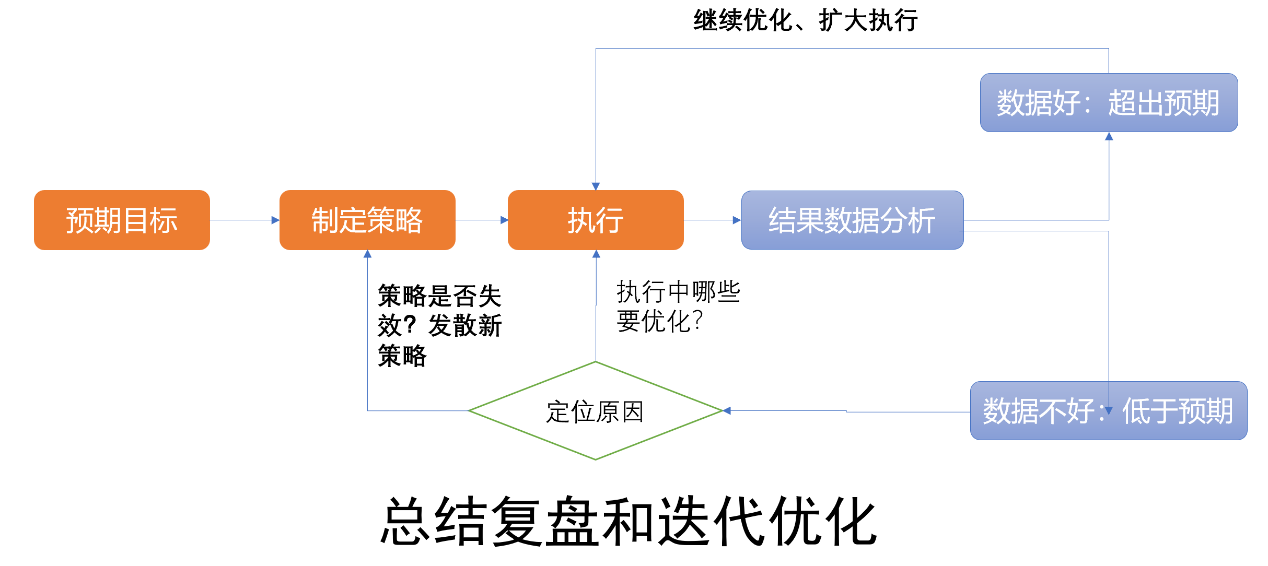 继续优化、扩大执行
数据好：超出预期
预期目标
制定策略
执行
结果数据分析
策略是否失
效？发散新
策略
执行中哪些
要优化？
定位原因
数据不好：低于预期
总结复盘和迭代优化